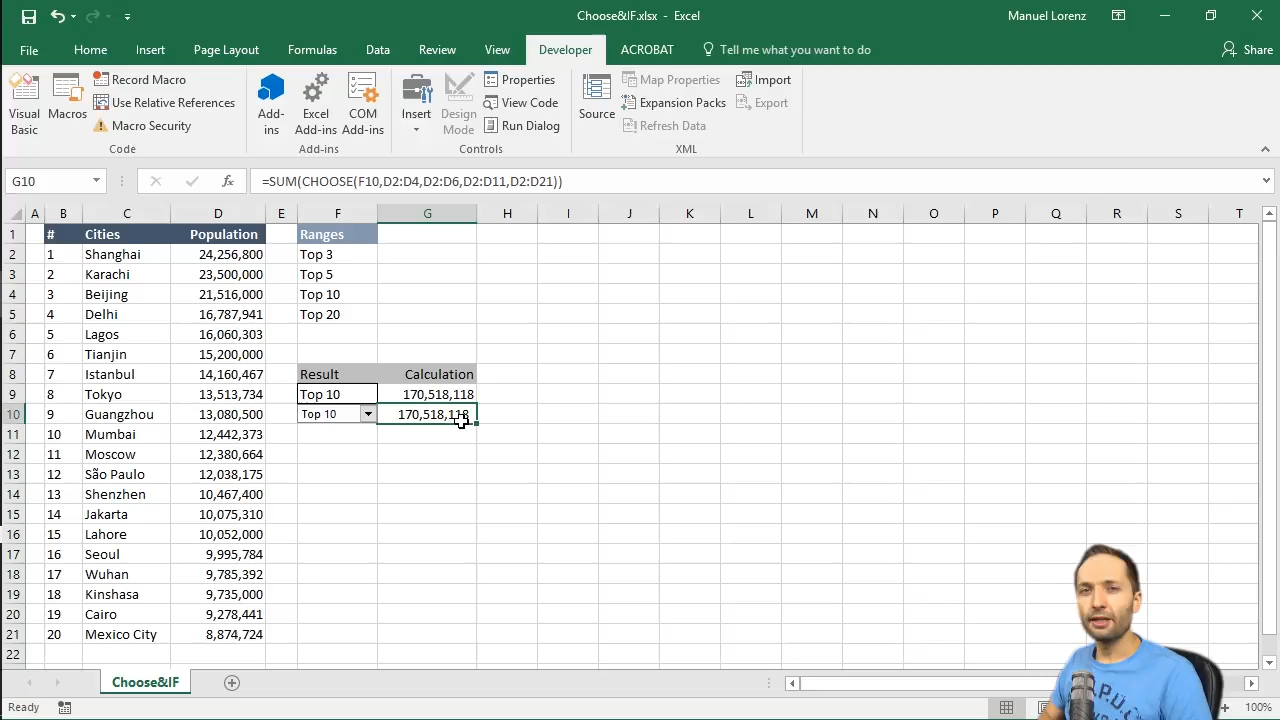 Choose&IF.xlsx - Excel
Manuel Lorenz
File Home Insert Page Layout Formulas Data Review View Developer ACROBAT Tell me what you want to do Share
Visual Basic
Macros
Record Macro
Use Relative References
Macro Security
Code
Add-ins
Excel Add-ins
COM Add-ins
Add-ins
Insert
Design Mode
Properties
View Code
Run Dialog
Controls
Source
Map Properties
Expansion Packs
Refresh Data
Import
Export
XML
G10 fx =SUM(CHOOSE(F10,D2:D4,D2:D6,D2:D11,D2:D21))
A B C D E F G H I J K L M N O P Q R S T
1 # Cities Population Ranges
2 1 Shanghai 24,256,800 Top 3
3 2 Karachi 23,500,000 Top 5
4 3 Beijing 21,516,000 Top 10
5 4 Delhi 16,787,941 Top 20
6 5 Lagos 16,060,303
7 6 Tianjin 15,200,000
8 7 Istanbul 14,160,467 Result Calculation
9 8 Tokyo 13,513,734 Top 10 170,518,118
10 9 Guangzhou 13,080,500 Top 10 170,518,118
11 10 Mumbai 12,442,373
12 11 Moscow 12,380,664
13 12 São Paulo 12,038,175
14 13 Shenzhen 10,467,400
15 14 Jakarta 10,075,310
16 15 Lahore 10,052,000
17 16 Seoul 9,995,784
18 17 Wuhan 9,785,392
19 18 Kinshasa 9,735,000
20 19 Cairo 9,278,441
21 20 Mexico City 8,874,724
22
Choose&IF
Ready
100%